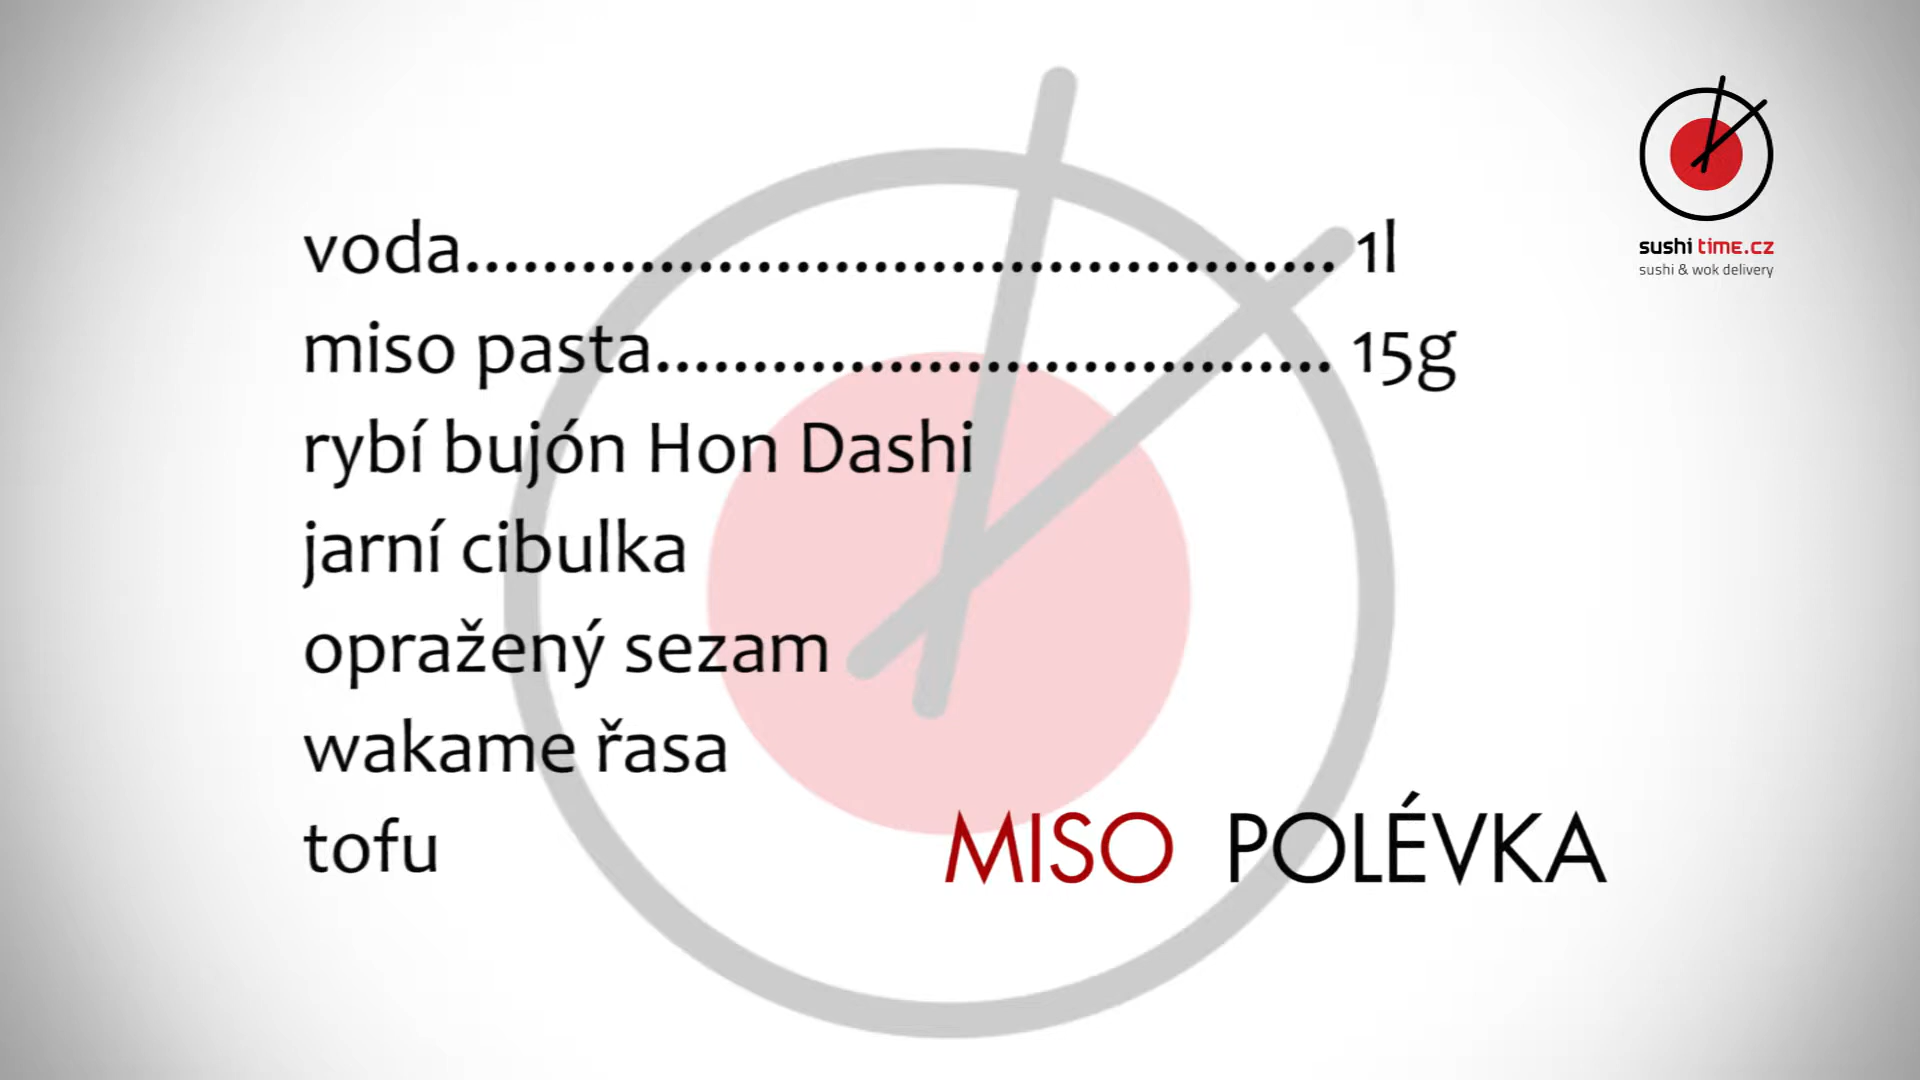 sushi time.cz
sushi & wok delivery
voda............................................. 1l
miso pasta................................... 15g
rybí bujón Hon Dashi
jarní cibulka
opražený sezam
wakame řasa
tofu
MISO POLÉVKA